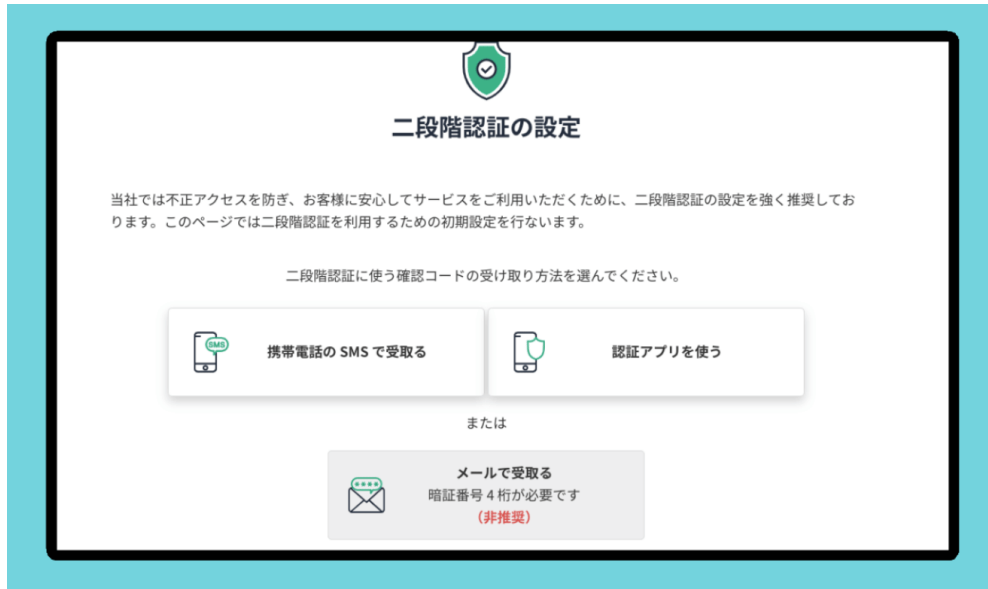 二段階認証の設定
当社では不正アクセスを防ぎ、お客様に安心してサービスをご利用いただくために、二段階認証の設定を強く推奨してお
ります。このページでは二段階認証を利用するための初期設定を行ないます。
二段階認証に使う確認コードの受け取り方法を選んでください。
SMS
携帯電話の SMS で受取る
認証アプリを使う
または
メールで受取る
暗証番号 4 桁が必要です
（非推奨）